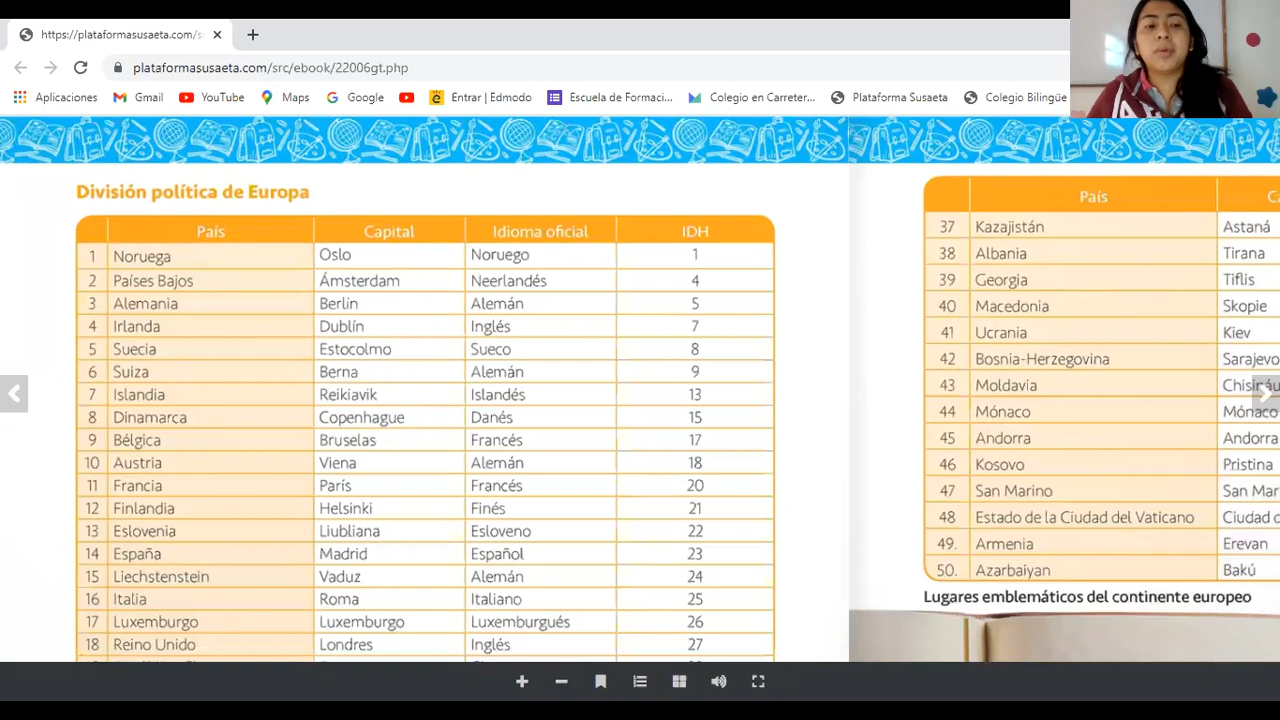 https://plataformasusaeta.com/s
plataformasusaeta.com/src/ebook/22006gt.php
Aplicaciones Gmail YouTube Maps Google Entrar | Edmodo Escuela de Formaci... Colegio en Carreter... Plataforma Susaeta Colegio Bilingüe
División política de Europa
País Capital Idioma oficial IDH
1 Noruega Oslo Noruego 1
2 Países Bajos Ámsterdam Neerlandés 4
3 Alemania Berlín Alemán 5
4 Irlanda Dublín Inglés 7
5 Suecia Estocolmo Sueco 8
6 Suiza Berna Alemán 9
7 Islandia Reikiavik Islandés 13
8 Dinamarca Copenhague Danés 15
9 Bélgica Bruselas Francés 17
10 Austria Viena Alemán 18
11 Francia París Francés 20
12 Finlandia Helsinki Finés 21
13 Eslovenia Liubliana Esloveno 22
14 España Madrid Español 23
15 Liechstenstein Vaduz Alemán 24
16 Italia Roma Italiano 25
17 Luxemburgo Luxemburgo Luxemburgués 26
18 Reino Unido Londres Inglés 27
País Ca
37 Kazajistán Astaná
38 Albania Tirana
39 Georgia Tiflis
40 Macedonia Skopie
41 Ucrania Kiev
42 Bosnia-Herzegovina Sarajevo
43 Moldavia Chisináu
44 Mónaco Mónaco
45 Andorra Andorra
46 Kosovo Pristina
47 San Marino San Mar
48 Estado de la Ciudad del Vaticano Ciudad d
49. Armenia Erevan
50. Azarbaiyan Bakú
Lugares emblemáticos del continente europeo